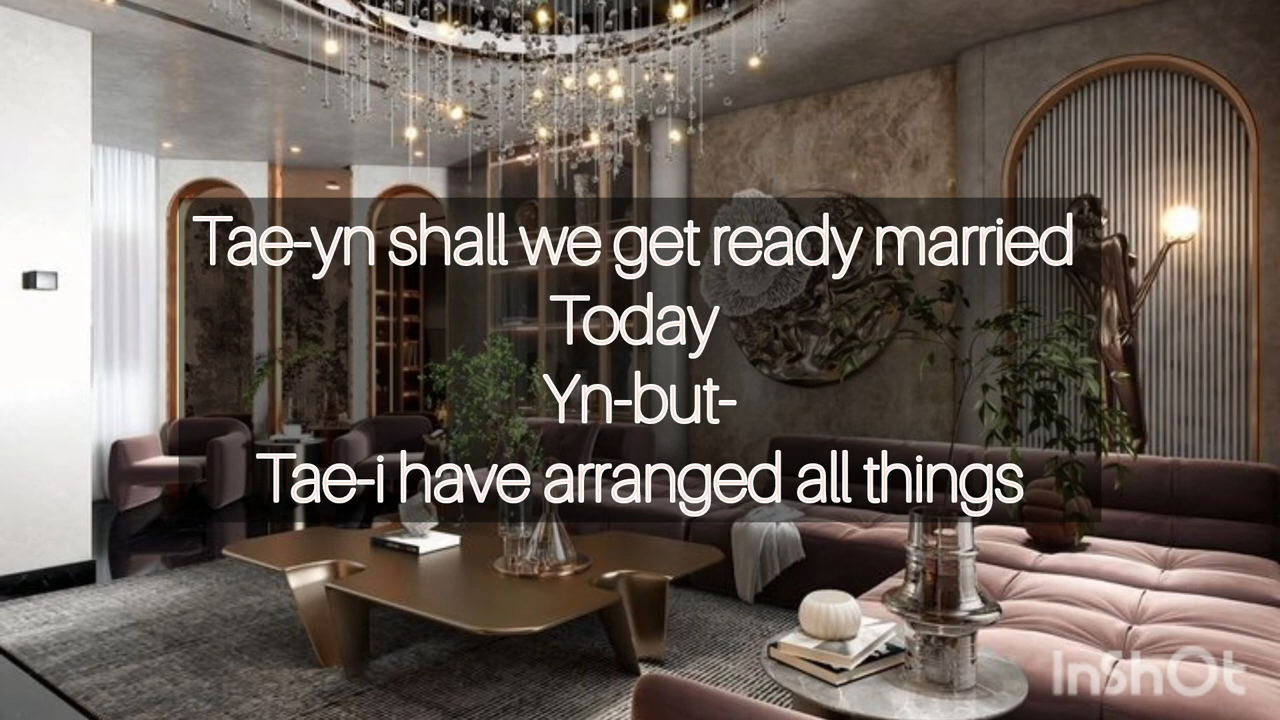 Tae-yn shall we get ready married
Today
Yn-but-
Tae-i have arranged all things
InShOt